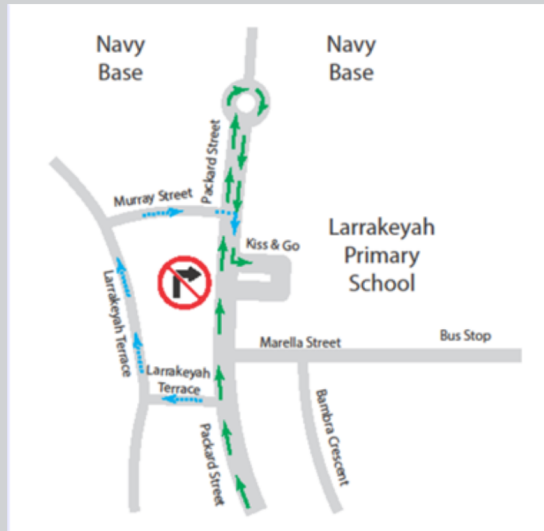 Navy
Base
Navy
Base
Packard Street
Murray Street
Kiss & Go
Larrakeyah
Primary
School
Larrakeyah Terrace
Marella Street
Bus Stop
Larrakeyah
Terrace
Bambra Crescent
Packard Street